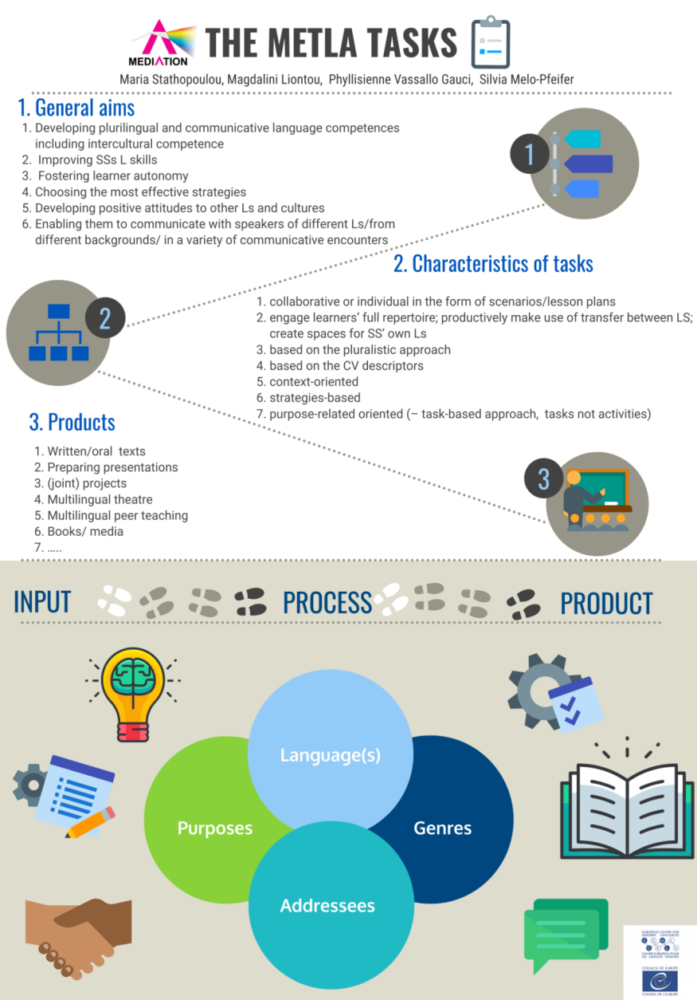 THE METLA TASKS
MEDIATION
Maria Stathopoulou, Magdalini Liontou, Phyllisienne Vassallo Gauci, Silvia Melo-Pfeifer
1. General aims
1. Developing plurilingual and communicative language competences
including intercultural competence
2. Improving SSs L skills
3. Fostering learner autonomy
4. Choosing the most effective strategies
5. Developing positive attitudes to other Ls and cultures
6. Enabling them to communicate with speakers of different Ls/from
different backgrounds/ in a variety of communicative encounters
1
2. Characteristics of tasks
2
1. collaborative or individual in the form of scenarios/lesson plans
2. engage learners' full repertoire; productively make use of transfer between LS;
create spaces for SS' own Ls
3. based on the pluralistic approach
4. based on the CV descriptors
5. context-oriented
6. strategies-based
7. purpose-related oriented (– task-based approach, tasks not activities)
3. Products
1. Written/oral texts
2. Preparing presentations
3. (joint) projects
4. Multilingual theatre
5. Multilingual peer teaching
6. Books/ media
7. .....
3
INPUT PROCESS PRODUCT
Language(s)
Purposes
Genres
Addressees
EUROPEAN CENTRE FOR
MODERN LANGUAGES
E C M L
C E L V
CENTRE EUROPEEN POUR
LES LANGUES VIVANTES
COUNCIL OF EUROPE
CONSEIL DE L'EUROPE